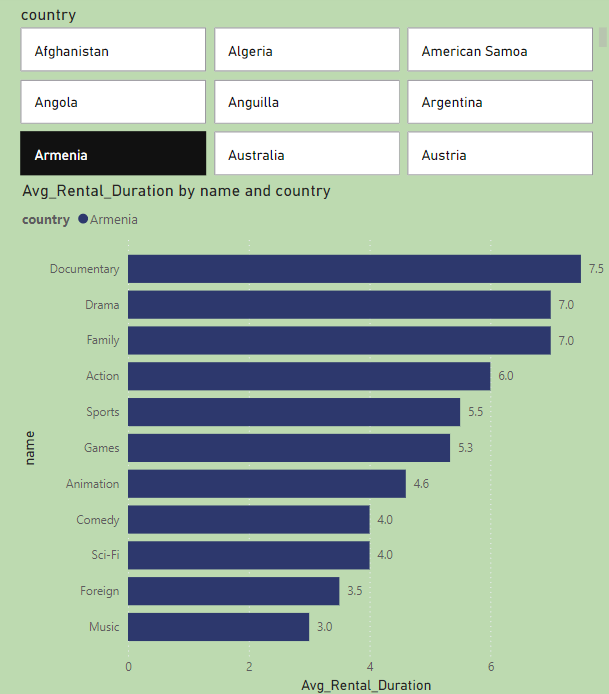 country
Afghanistan Algeria American Samoa
Angola Anguilla Argentina
Armenia Australia Austria
Avg_Rental_Duration by name and country
country Armenia
Documentary 7.5
Drama 7.0
Family 7.0
Action 6.0
Sports 5.5
Games 5.3
Animation 4.6
Comedy 4.0
Sci-Fi 4.0
Foreign 3.5
Music 3.0
name
0 2 4 6
Avg_Rental_Duration